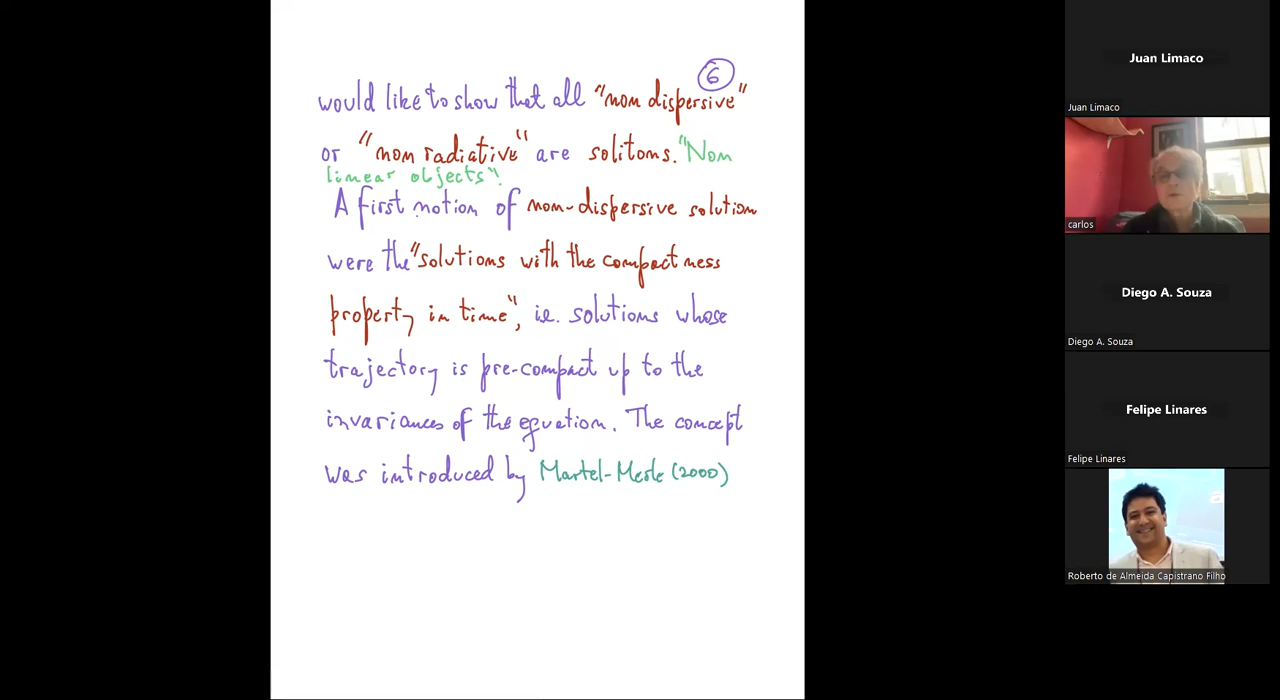 6
would like to show that all "non dispersive"
or "non radiative" are solitons. "Non
linear objects".
A first notion of non-dispersive solution
were the "solutions with the compactness
property in time", i.e. solutions whose
trajectory is pre-compact up to the
invariances of the equation. The concept
was introduced by Martel-Merle (2000)
Juan Limaco
Juan Limaco
carlos
Diego A. Souza
Diego A. Souza
Felipe Linares
Felipe Linares
Roberto de Almeida Capistrano Filho